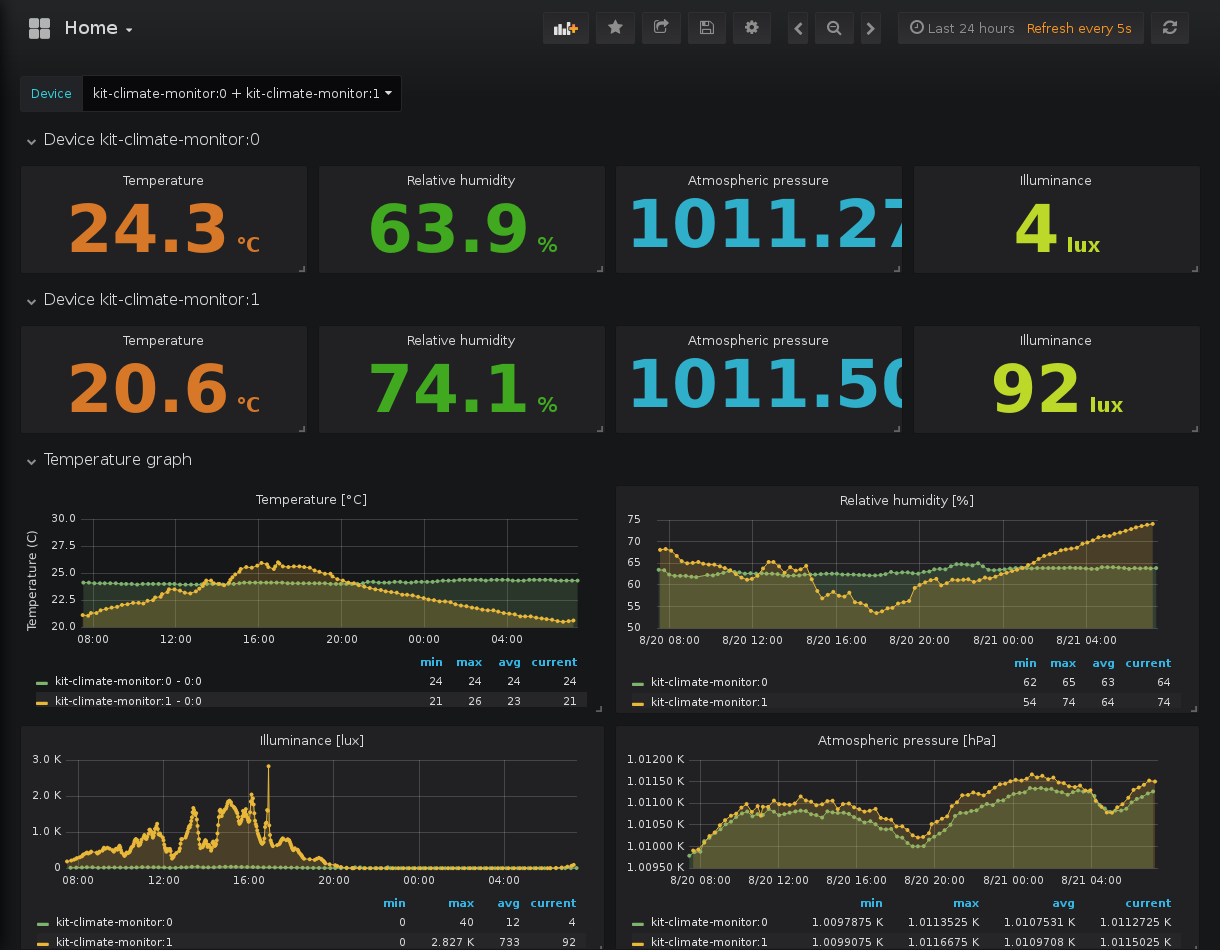 Home
Last 24 hours Refresh every 5s
Device kit-climate-monitor:0 + kit-climate-monitor:1
Device kit-climate-monitor:0
Temperature Relative humidity Atmospheric pressure Illuminance
24.3 °C 63.9 % 1011.27 4 lux
Device kit-climate-monitor:1
Temperature Relative humidity Atmospheric pressure Illuminance
20.6 °C 74.1 % 1011.50 92 lux
Temperature graph
Temperature [°C]
Temperature (C)
30.0
27.5
25.0
22.5
20.0
08:00 12:00 16:00 20:00 00:00 04:00
min max avg current
kit-climate-monitor:0 - 0:0 24 24 24 24
kit-climate-monitor:1 - 0:0 21 26 23 21
Relative humidity [%]
75
70
65
60
55
50
8/20 08:00 8/20 12:00 8/20 16:00 8/20 20:00 8/21 00:00 8/21 04:00
min max avg current
kit-climate-monitor:0 62 65 63 64
kit-climate-monitor:1 54 74 64 74
Illuminance [lux]
3.0 K
2.0 K
1.0 K
0
08:00 12:00 16:00 20:00 00:00 04:00
min max avg current
kit-climate-monitor:0 0 40 12 4
kit-climate-monitor:1 0 2.827 K 733 92
Atmospheric pressure [hPa]
1.01200 K
1.01150 K
1.01100 K
1.01050 K
1.01000 K
1.00950 K
8/20 08:00 8/20 12:00 8/20 16:00 8/20 20:00 8/21 00:00 8/21 04:00
min max avg current
kit-climate-monitor:0 1.0097875 K 1.0113525 K 1.0107531 K 1.0112725 K
kit-climate-monitor:1 1.0099075 K 1.0116675 K 1.0109708 K 1.0115025 K